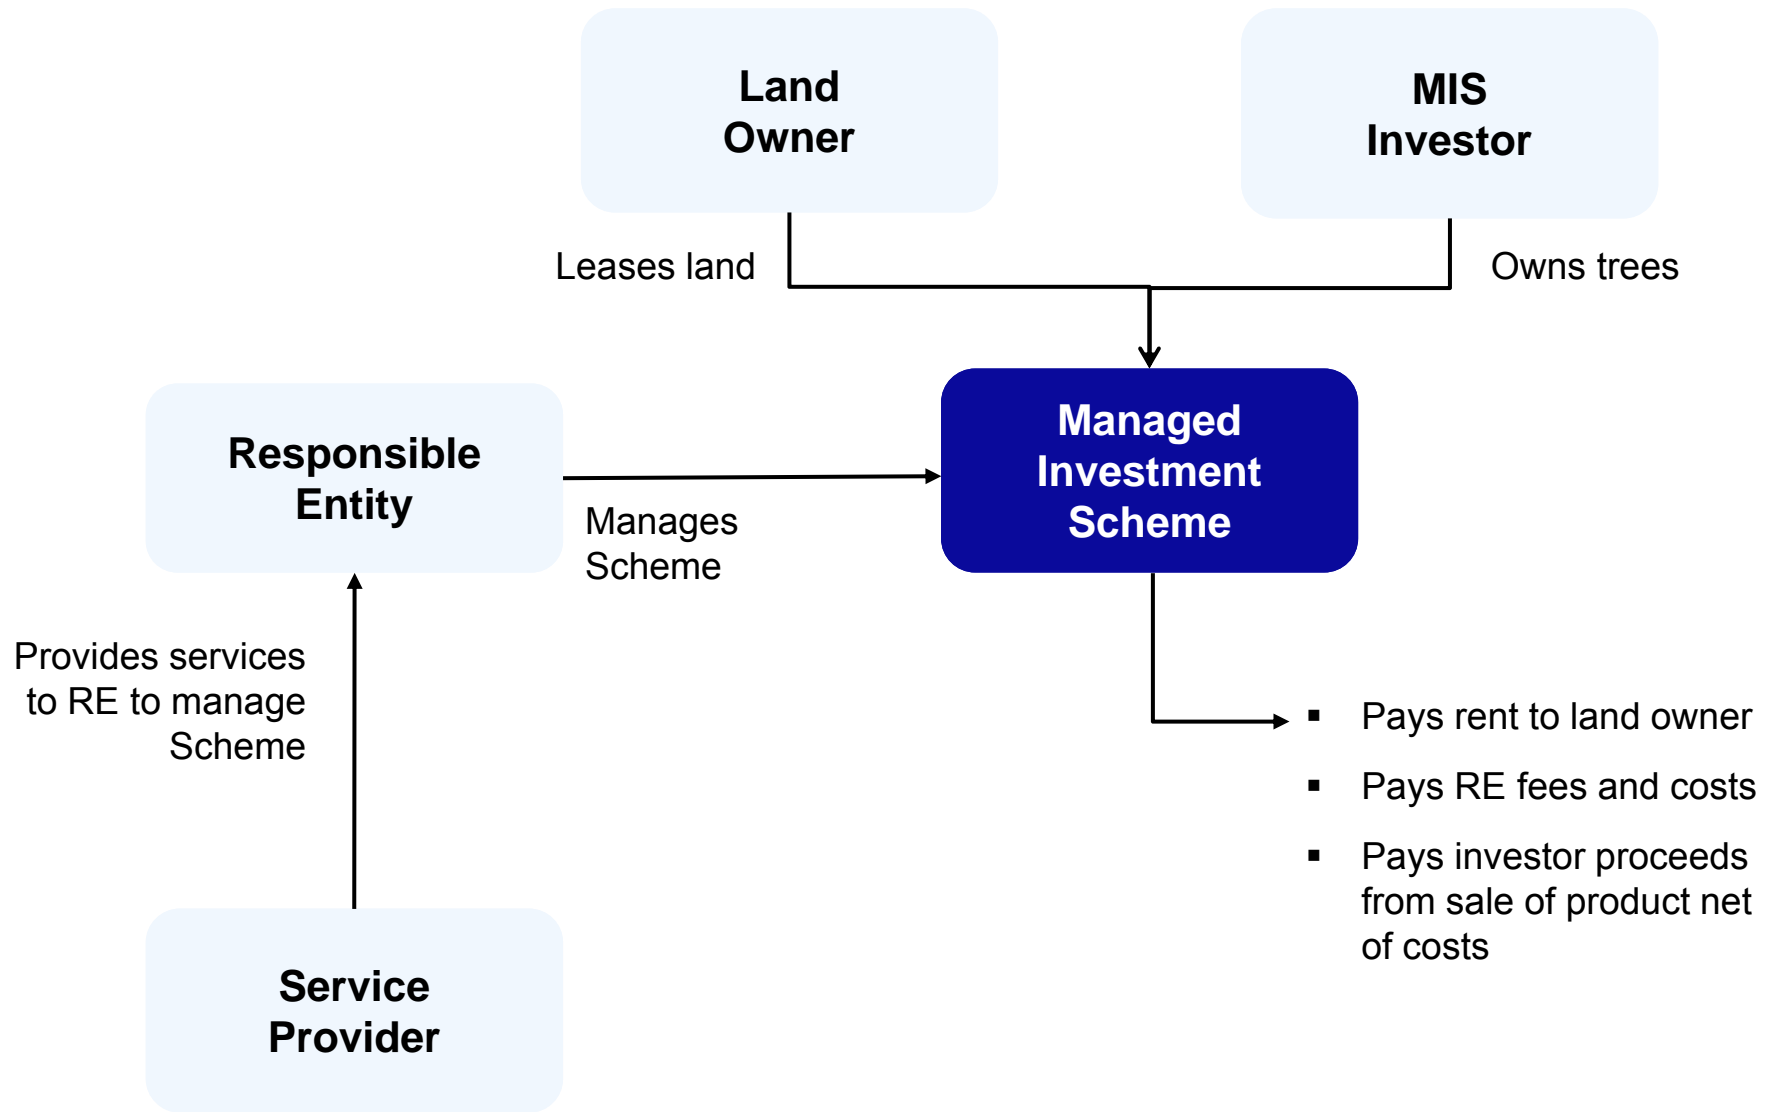 Land
Owner
MIS
Investor
Leases land
Owns trees
Managed
Investment
Scheme
Responsible
Entity
Manages
Scheme
Provides services
to RE to manage
Scheme
▪ Pays rent to land owner
▪ Pays RE fees and costs
▪ Pays investor proceeds
from sale of product net
of costs
Service
Provider